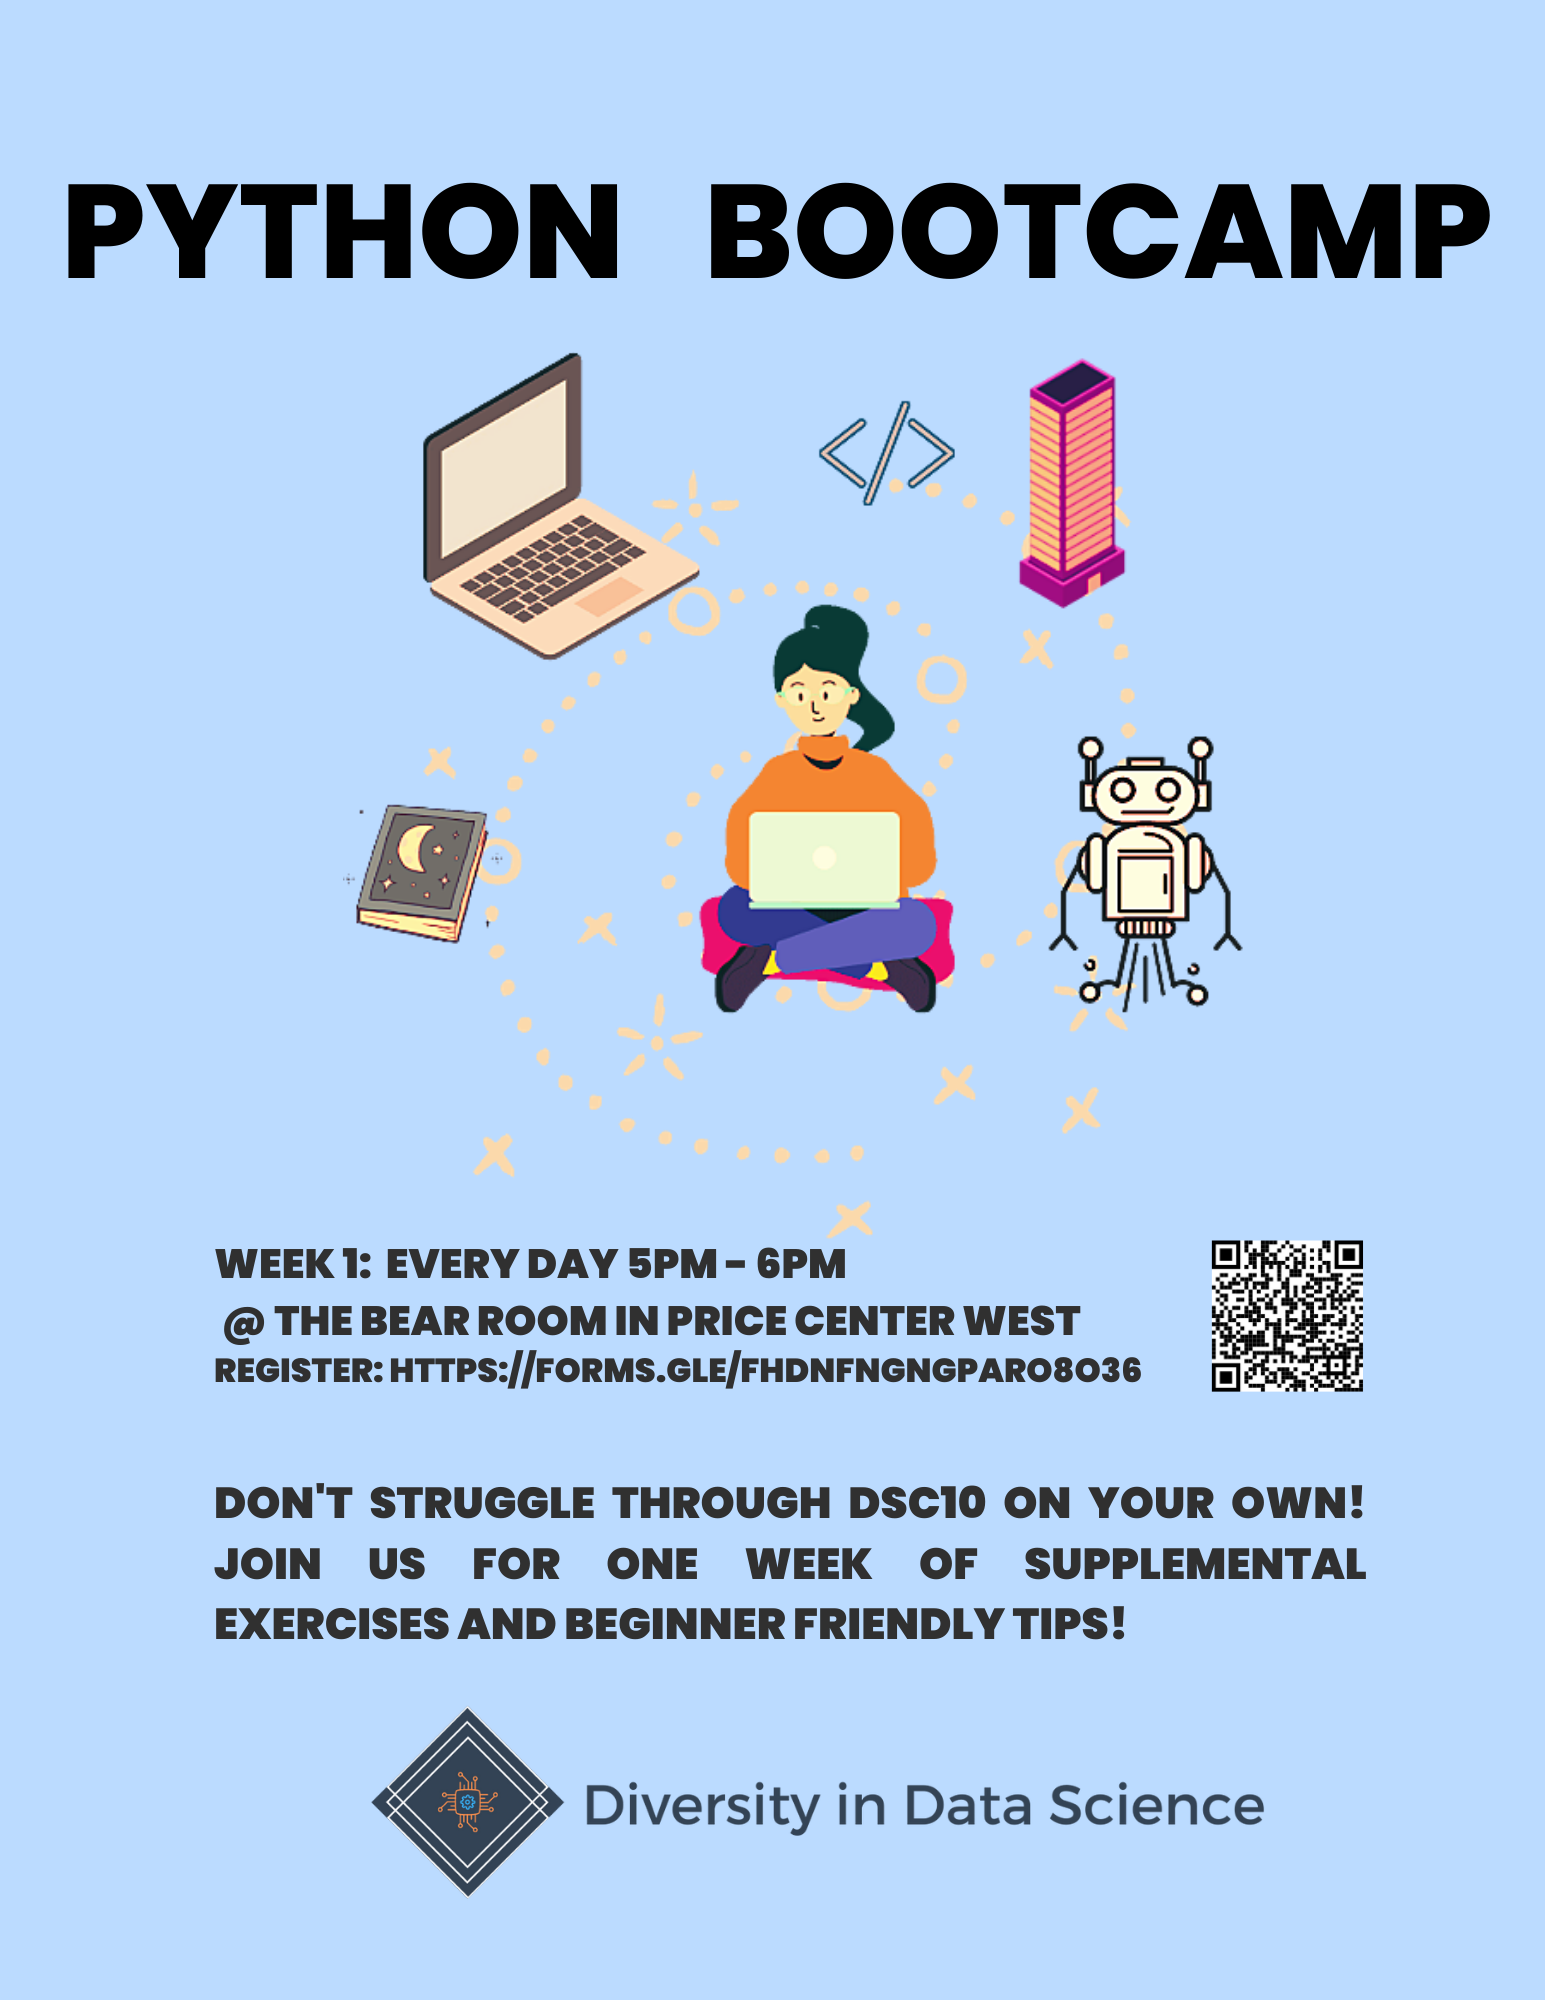 PYTHON BOOTCAMP
WEEK 1: EVERY DAY 5PM - 6PM
@ THE BEAR ROOM IN PRICE CENTER WEST
REGISTER: HTTPS://FORMS.GLE/FHDNFNGNGPARO8O36
DON'T STRUGGLE THROUGH DSC10 ON YOUR OWN!
JOIN US FOR ONE WEEK OF SUPPLEMENTAL
EXERCISES AND BEGINNER FRIENDLY TIPS!
Diversity in Data Science